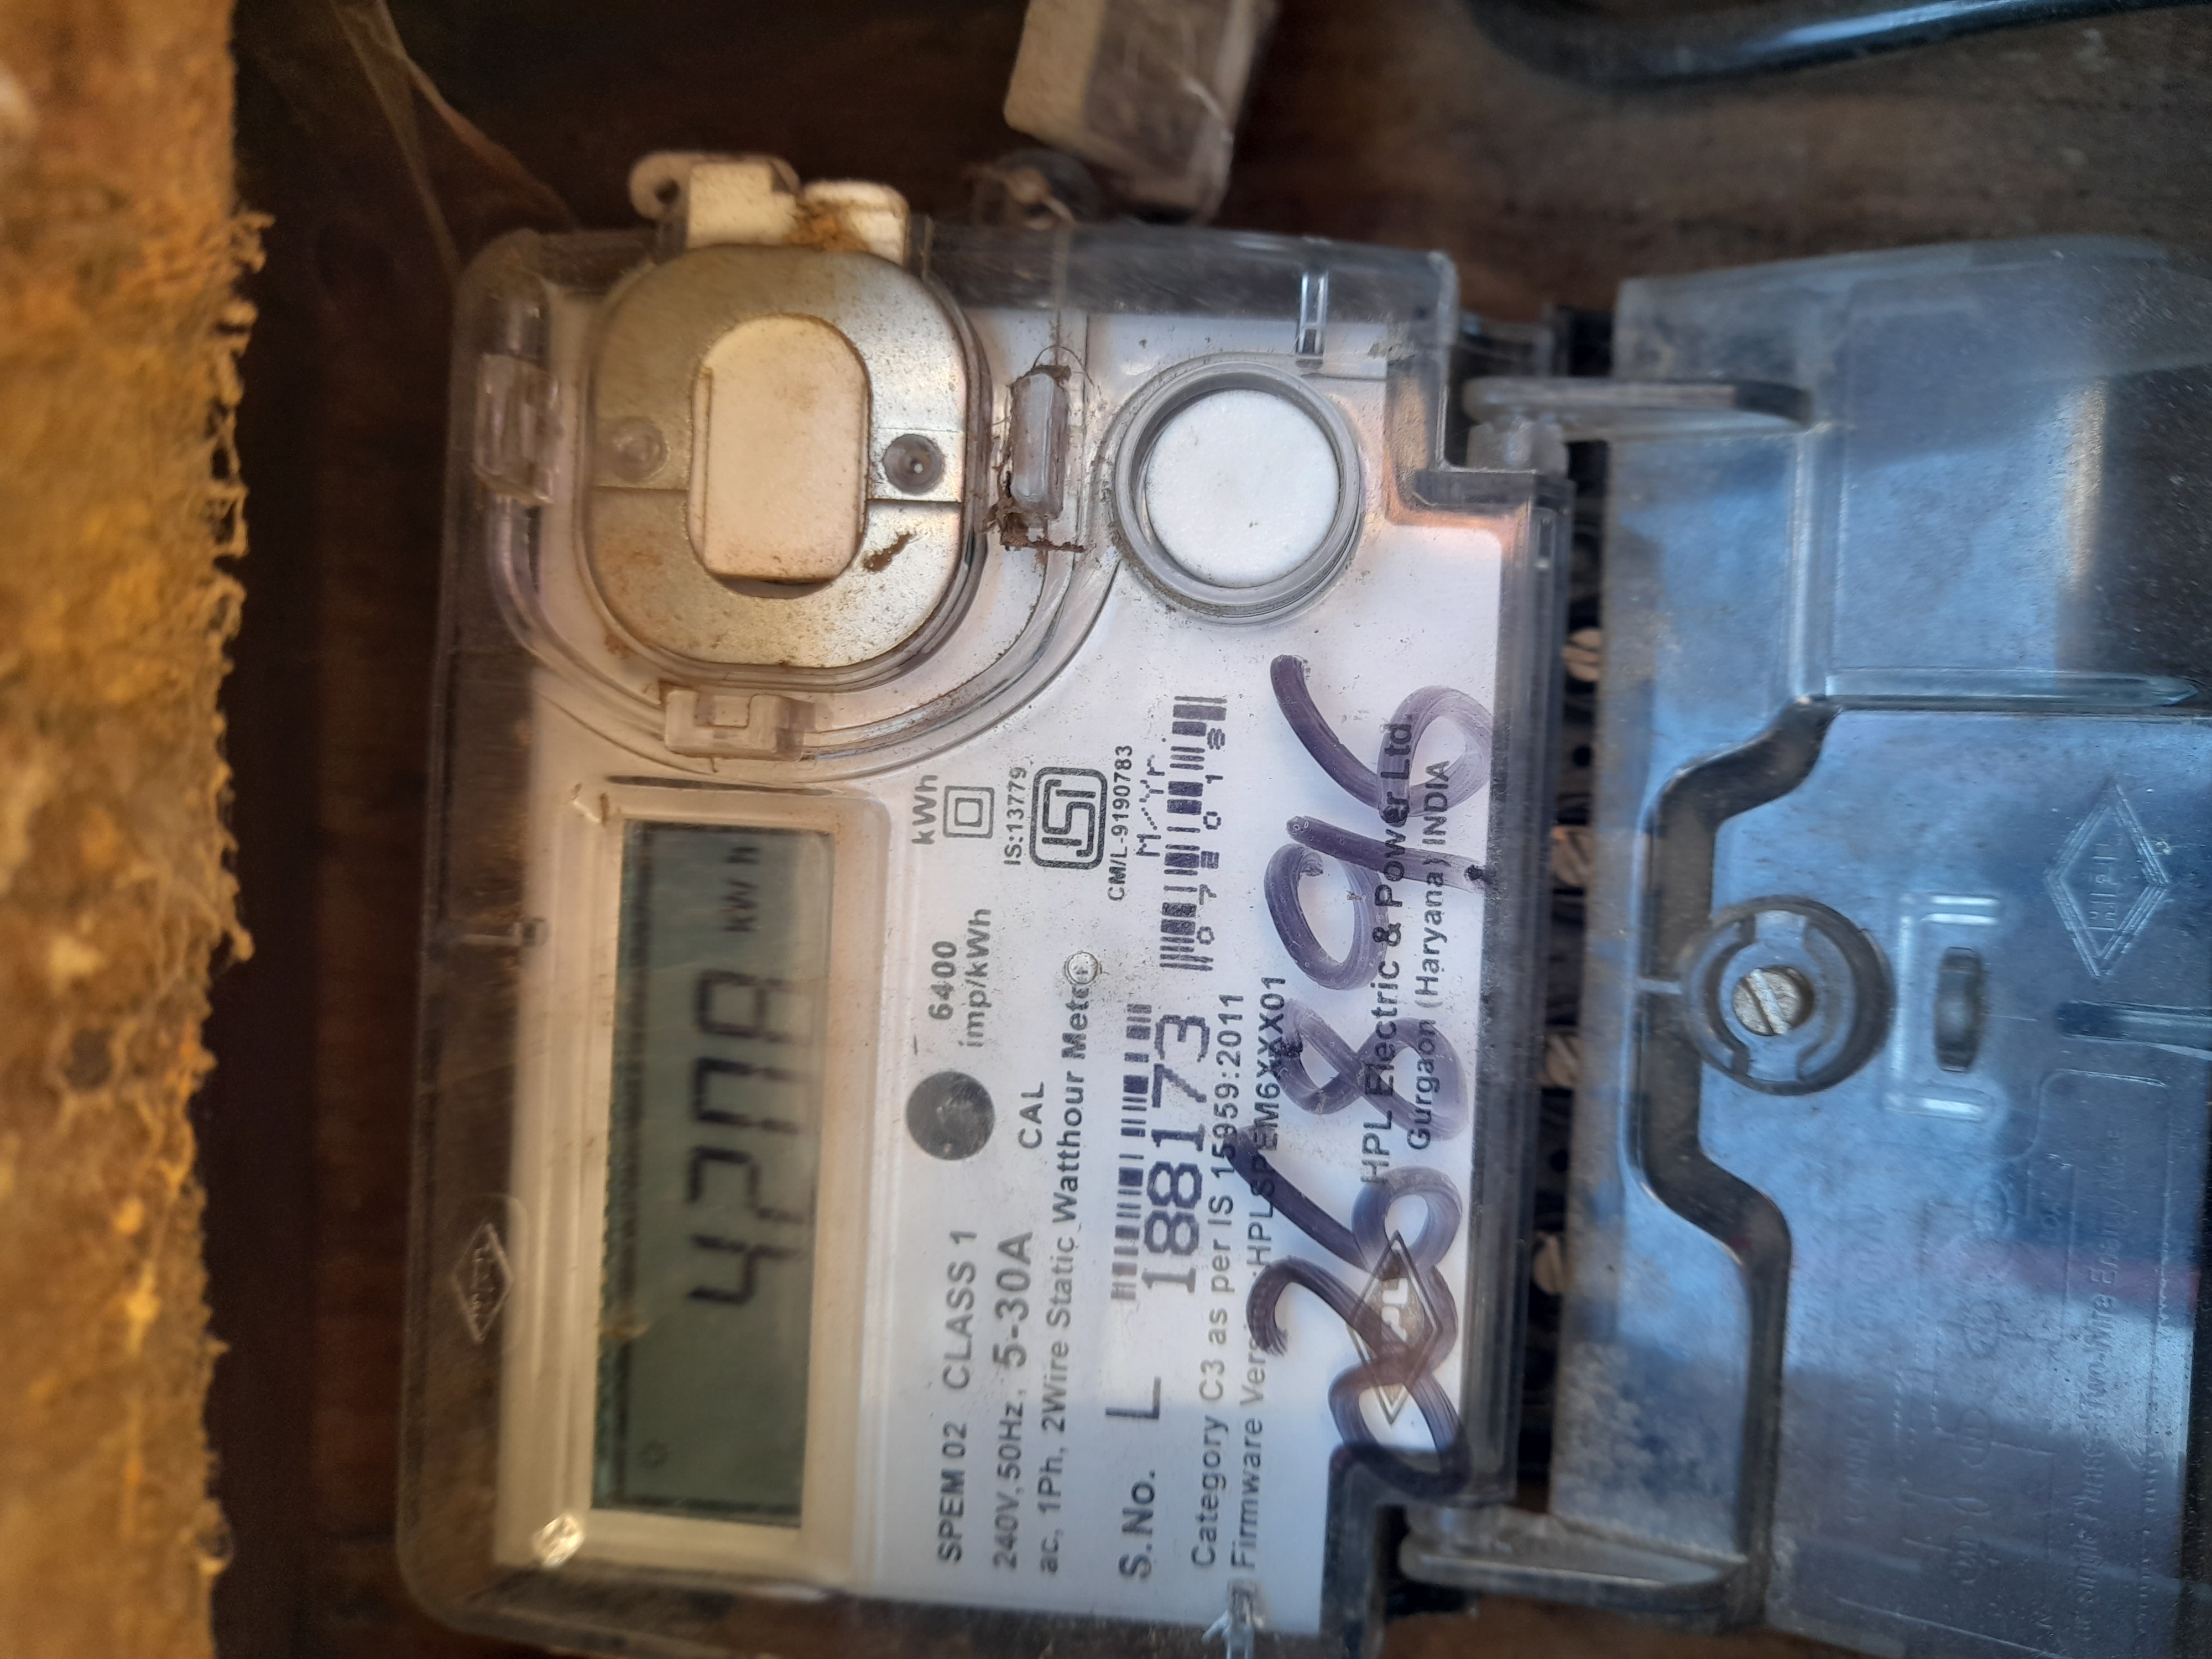 kWh
kWh
6400
imp/kWh
IS:13779
SPEM 02 CLASS 1
CAL
240V, 50Hz, 5-30A
CM/L-9190783
ac, 1Ph, 2Wire Static Watthour Meter
S.No. L 188173
Category C3 as per IS 15959:2011
26896
HPL Electric & Power Ltd.
Gurgaon (Haryana) INDIA
HPL